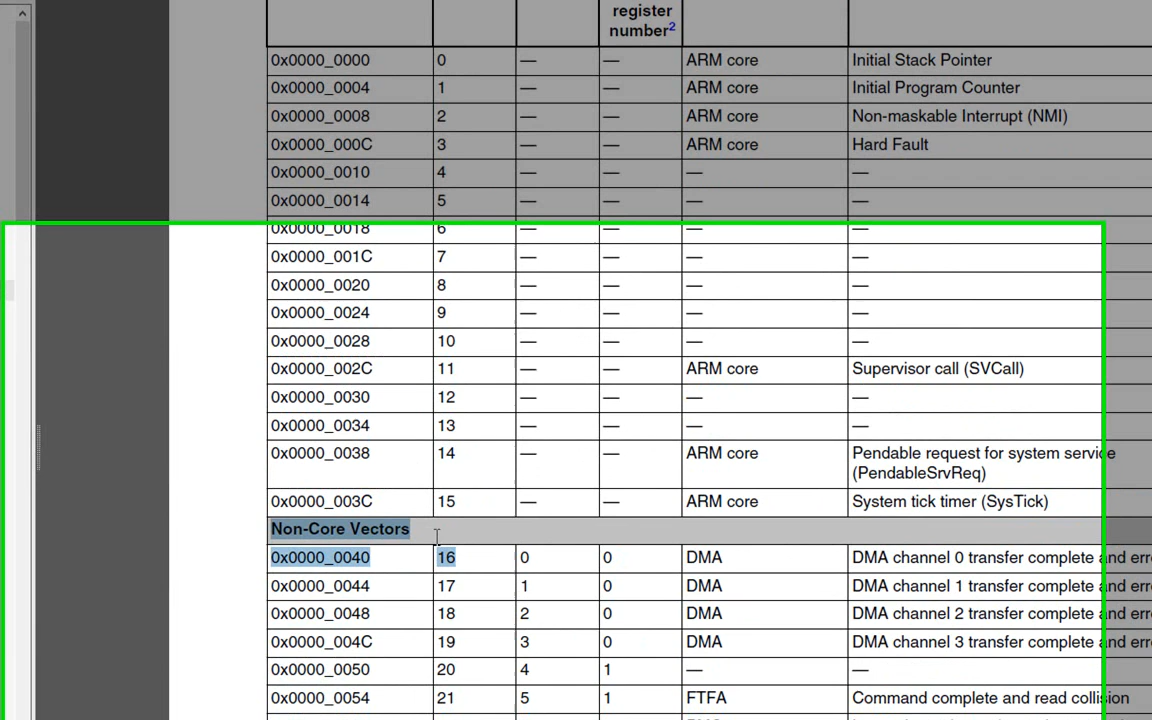 register
number2
0x0000_0000 0 — — ARM core Initial Stack Pointer
0x0000_0004 1 — — ARM core Initial Program Counter
0x0000_0008 2 — — ARM core Non-maskable Interrupt (NMI)
0x0000_000C 3 — — ARM core Hard Fault
0x0000_0010 4 — — — —
0x0000_0014 5 — — — —
0x0000_0018 6 — — — —
0x0000_001C 7 — — — —
0x0000_0020 8 — — — —
0x0000_0024 9 — — — —
0x0000_0028 10 — — — —
0x0000_002C 11 — — ARM core Supervisor call (SVCall)
0x0000_0030 12 — — — —
0x0000_0034 13 — — — —
0x0000_0038 14 — — ARM core Pendable request for system service
(PendableSrvReq)
0x0000_003C 15 — — ARM core System tick timer (SysTick)
Non-Core Vectors
0x0000_0040 16 0 0 DMA DMA channel 0 transfer complete and err
0x0000_0044 17 1 0 DMA DMA channel 1 transfer complete and err
0x0000_0048 18 2 0 DMA DMA channel 2 transfer complete and err
0x0000_004C 19 3 0 DMA DMA channel 3 transfer complete and err
0x0000_0050 20 4 1 — —
0x0000_0054 21 5 1 FTFA Command complete and read collision